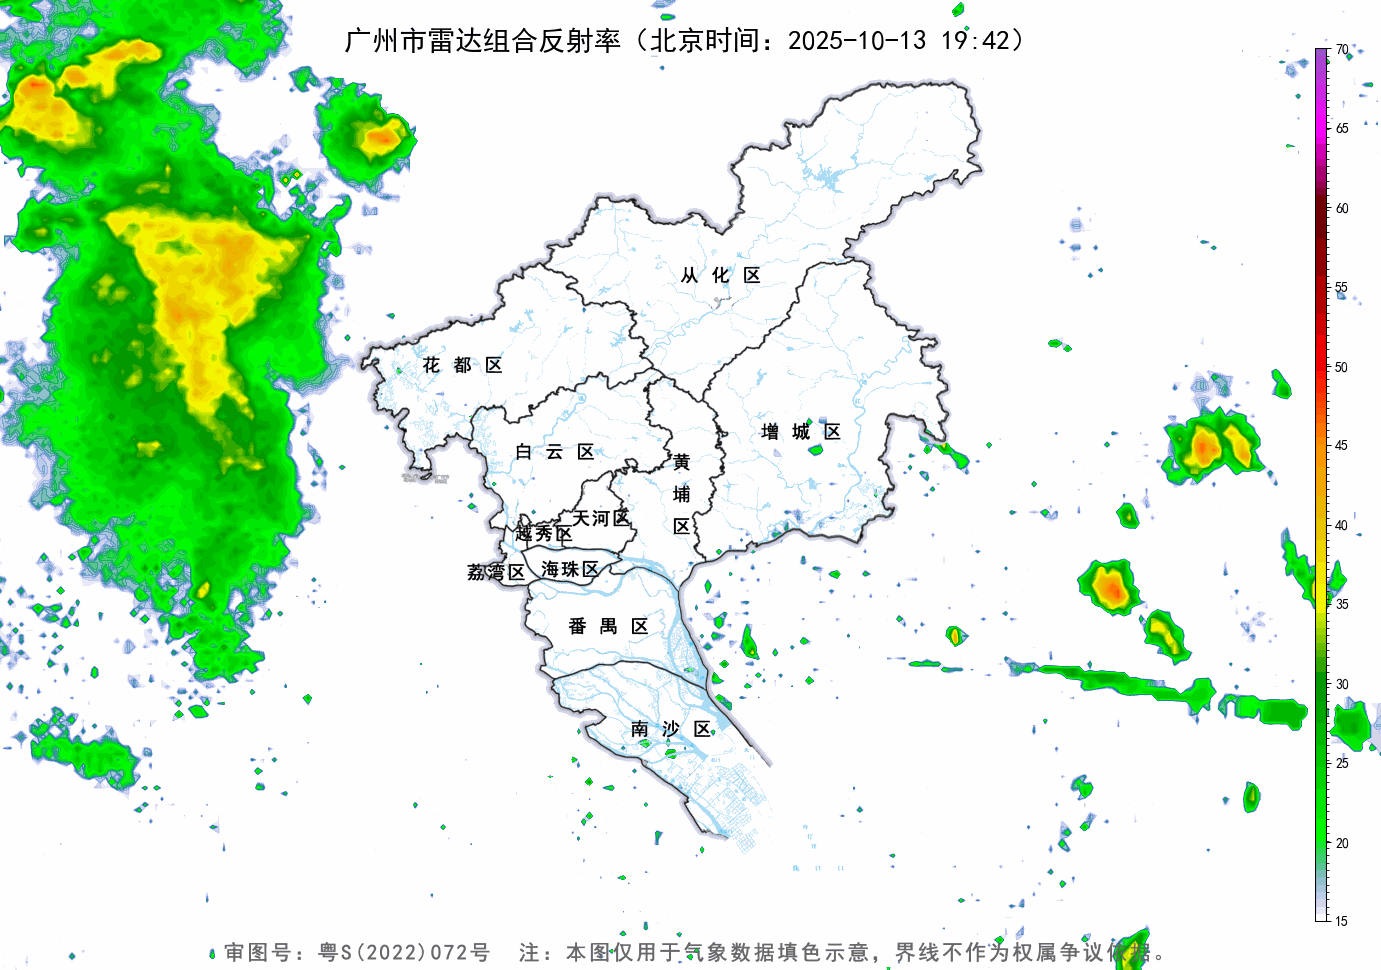 广州市雷达组合反射率（北京时间：2025-10-13 19:42）
70
65
60
55
50
45
40
35
30
25
20
15
从化区
花都区
增城区
白云区
黄埔区
天河区
越秀区
海珠区
荔湾区
番禺区
南沙区
审图号：粤S(2022)072号 注：本图仅用于气象数据填色示意，界线不作为权属争议依据。